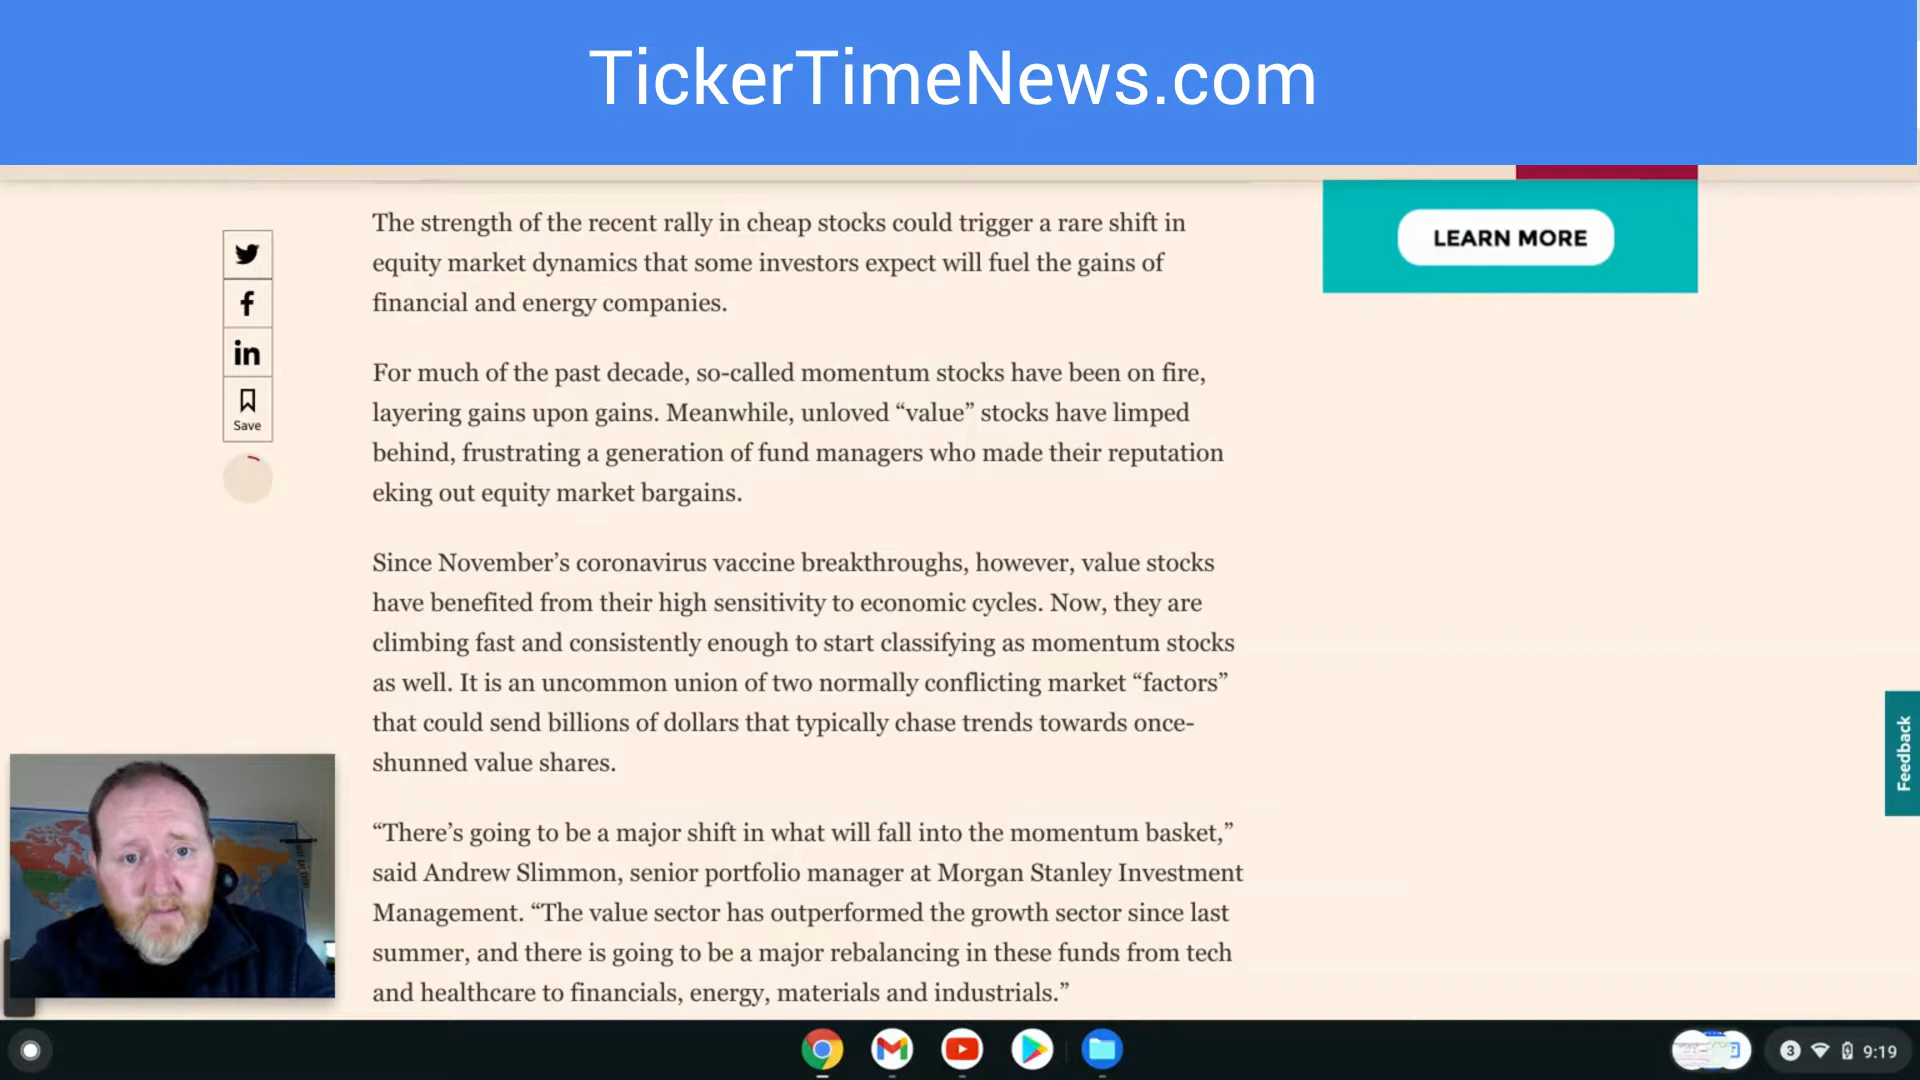 TickerTimeNews.com
The strength of the recent rally in cheap stocks could trigger a rare shift in
equity market dynamics that some investors expect will fuel the gains of
financial and energy companies.
For much of the past decade, so-called momentum stocks have been on fire,
layering gains upon gains. Meanwhile, unloved “value” stocks have limped
behind, frustrating a generation of fund managers who made their reputation
eking out equity market bargains.
Since November’s coronavirus vaccine breakthroughs, however, value stocks
have benefited from their high sensitivity to economic cycles. Now, they are
climbing fast and consistently enough to start classifying as momentum stocks
as well. It is an uncommon union of two normally conflicting market “factors”
that could send billions of dollars that typically chase trends towards once-
shunned value shares.
“There’s going to be a major shift in what will fall into the momentum basket,”
said Andrew Slimmon, senior portfolio manager at Morgan Stanley Investment
Management. “The value sector has outperformed the growth sector since last
summer, and there is going to be a major rebalancing in these funds from tech
and healthcare to financials, energy, materials and industrials.”
Save
LEARN MORE
Feedback
3
9:19